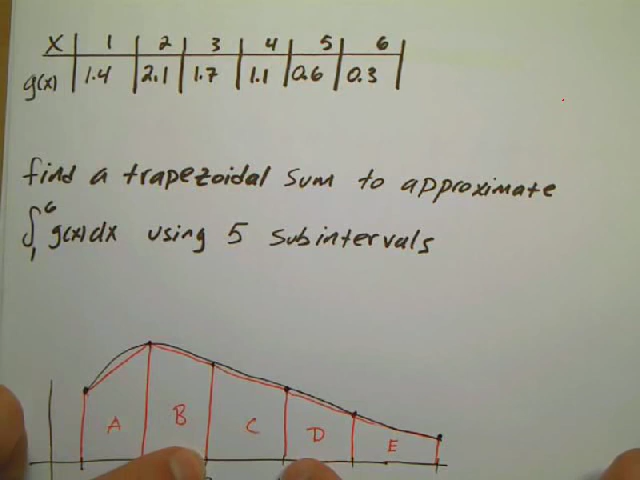 x 1 2 3 4 5 6
g(x) 1.4 2.1 1.7 1.1 0.6 0.3
find a trapezoidal sum to approximate
∫₁⁶ g(x)dx using 5 subintervals
A B C D E